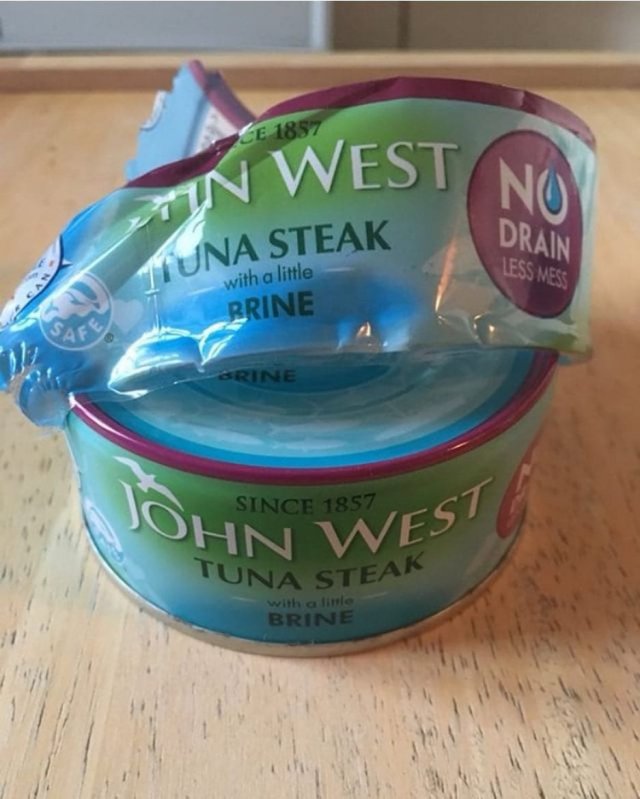 CE 1857
HN WEST
TUNA STEAK
with a little
BRINE
NO
DRAIN
LESS MESS
CAN
SAFE
BRINE
SINCE 1857
JOHN WEST
TUNA STEAK
with a little
BRINE